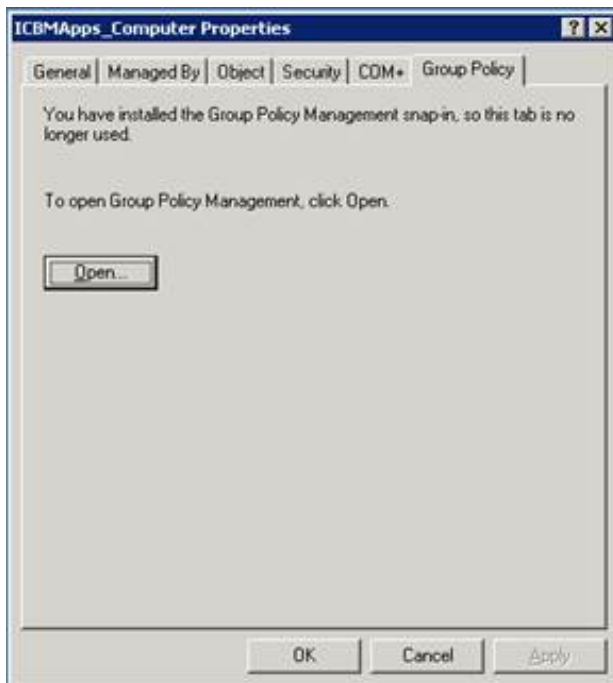 ICBMApps_Computer Properties
General Managed By Object Security COM+ Group Policy
You have installed the Group Policy Management snap-in, so this tab is no
longer used.
To open Group Policy Management, click Open.
Open...
OK Cancel Apply